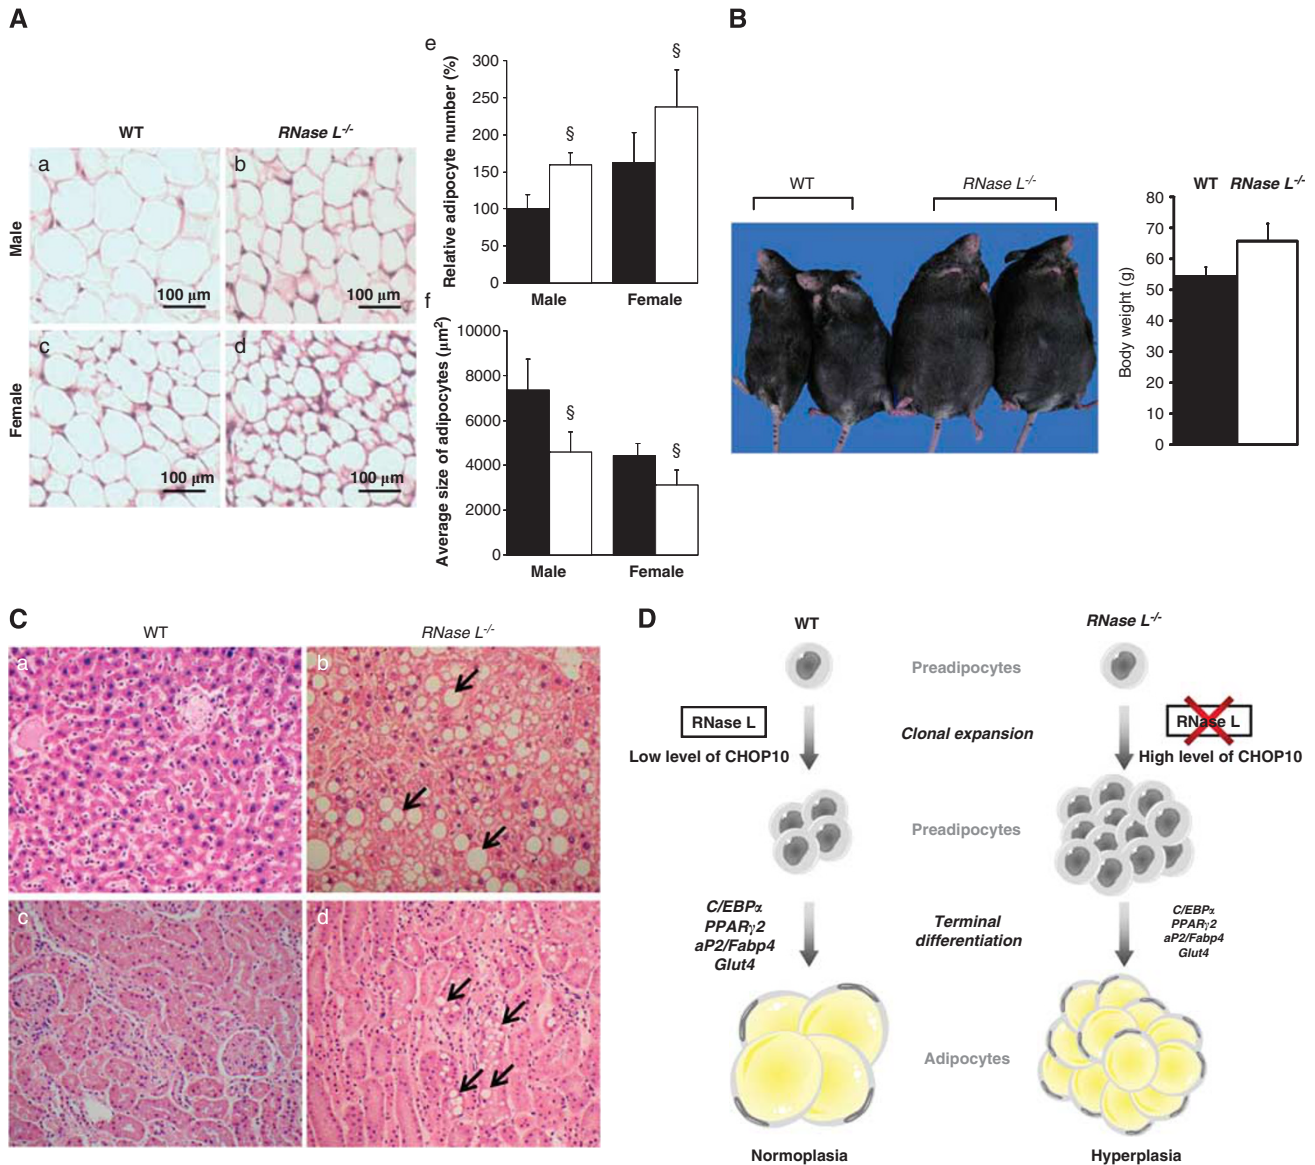 A
WT
RNase L-/-
Male
Female
a
b
100 µm
100 µm
c
d
100 µm
100 µm
e
Relative adipocyte number (%)
300
250
200
150
100
50
0
§
§
Male
Female
f
Average size of adipocytes (µm²)
10000
8000
6000
4000
2000
0
§
§
Male
Female
B
WT
RNase L-/-
WT RNase L-/-
Body weight (g)
80
70
60
50
40
30
20
10
0
C
WT
RNase L-/-
a
b
c
d
D
WT
RNase L-/-
Preadipocytes
RNase L
Clonal expansion
RNase L
Low level of CHOP10
High level of CHOP10
Preadipocytes
C/EBPα
PPARγ2
aP2/Fabp4
Glut4
Terminal
differentiation
C/EBPα
PPARγ2
aP2/Fabp4
Glut4
Adipocytes
Normoplasia
Hyperplasia